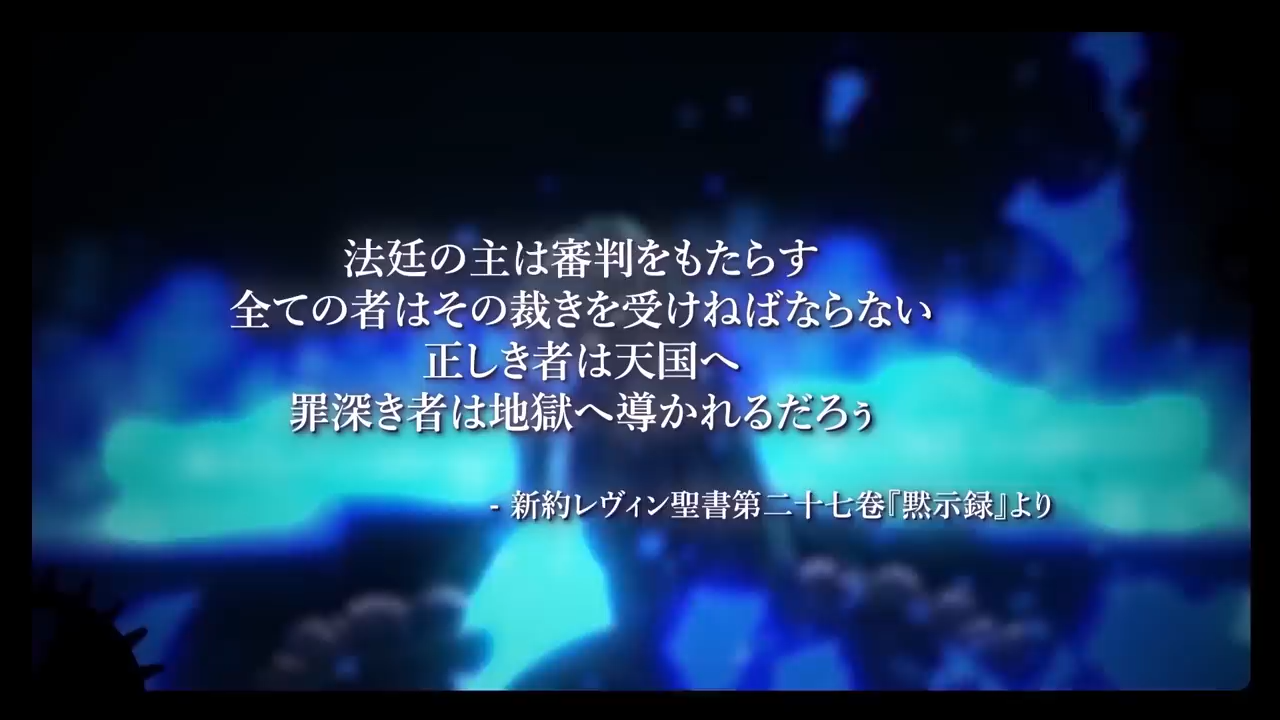 法廷の主は審判をもたらす
全ての者はその裁きを受けねばならない
正しき者は天国へ
罪深き者は地獄へ導かれるだろぅ
- 新約レヴィン聖書第二十七巻『黙示録』より